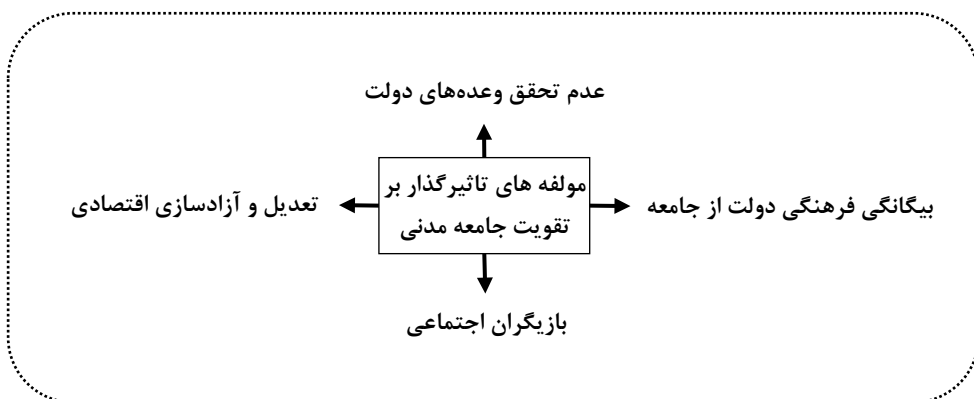 عدم تحقق وعده‌های دولت
مولفه های تاثیرگذار بر
تقویت جامعه مدنی
بیگانگی فرهنگی دولت از جامعه
تعدیل و آزادسازی اقتصادی
بازیگران اجتماعی